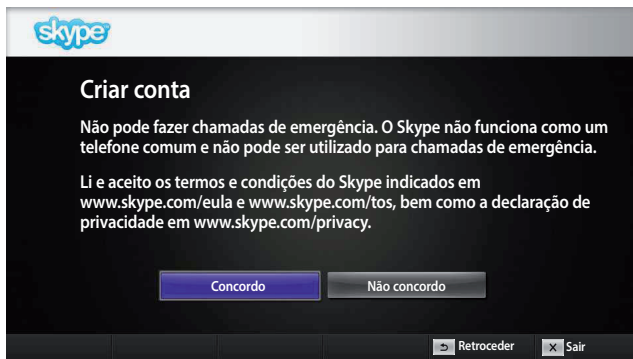 skype
Criar conta
Não pode fazer chamadas de emergência. O Skype não funciona como um
telefone comum e não pode ser utilizado para chamadas de emergência.
Li e aceito os termos e condições do Skype indicados em
www.skype.com/eula e www.skype.com/tos, bem como a declaração de
privacidade em www.skype.com/privacy.
Concordo Não concordo
Retroceder X Sair